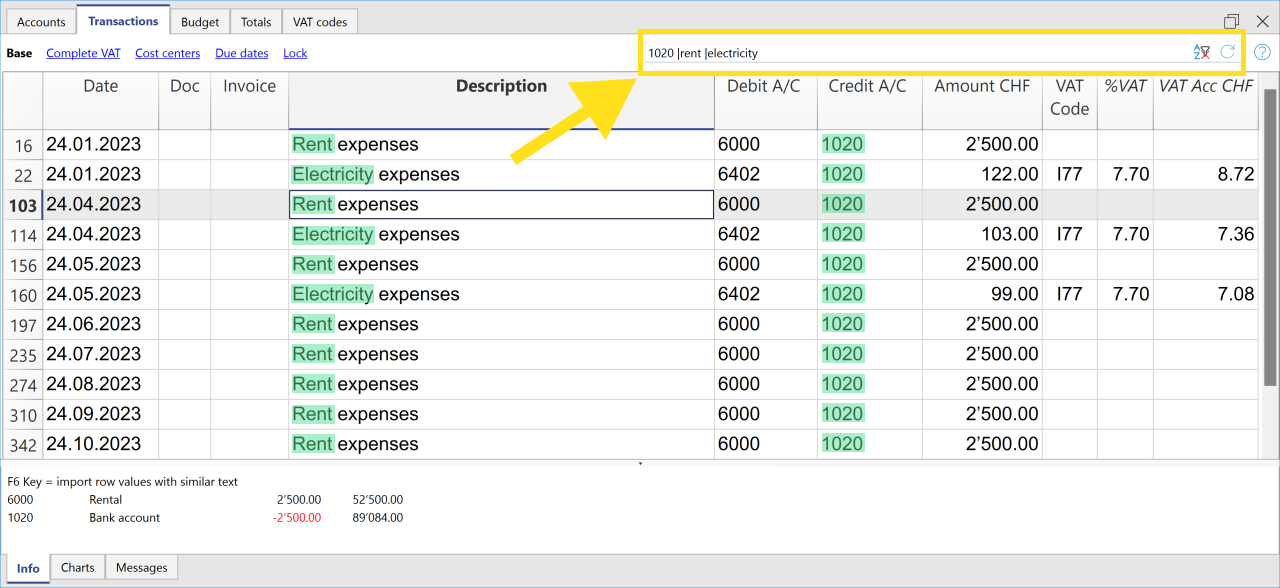 Accounts Transactions Budget Totals VAT codes
Base Complete VAT Cost centers Due dates Lock 1020 |rent |electricity
Date Doc Invoice Description Debit A/C Credit A/C Amount CHF VAT Code %VAT VAT Acc CHF
16 24.01.2023 Rent expenses 6000 1020 2’500.00
22 24.01.2023 Electricity expenses 6402 1020 122.00 I77 7.70 8.72
103 24.04.2023 Rent expenses 6000 1020 2’500.00
114 24.04.2023 Electricity expenses 6402 1020 103.00 I77 7.70 7.36
156 24.05.2023 Rent expenses 6000 1020 2’500.00
160 24.05.2023 Electricity expenses 6402 1020 99.00 I77 7.70 7.08
197 24.06.2023 Rent expenses 6000 1020 2’500.00
235 24.07.2023 Rent expenses 6000 1020 2’500.00
274 24.08.2023 Rent expenses 6000 1020 2’500.00
310 24.09.2023 Rent expenses 6000 1020 2’500.00
342 24.10.2023 Rent expenses 6000 1020 2’500.00
F6 Key = import row values with similar text
6000 Rental 2’500.00 52’500.00
1020 Bank account -2’500.00 89’084.00
Info Charts Messages